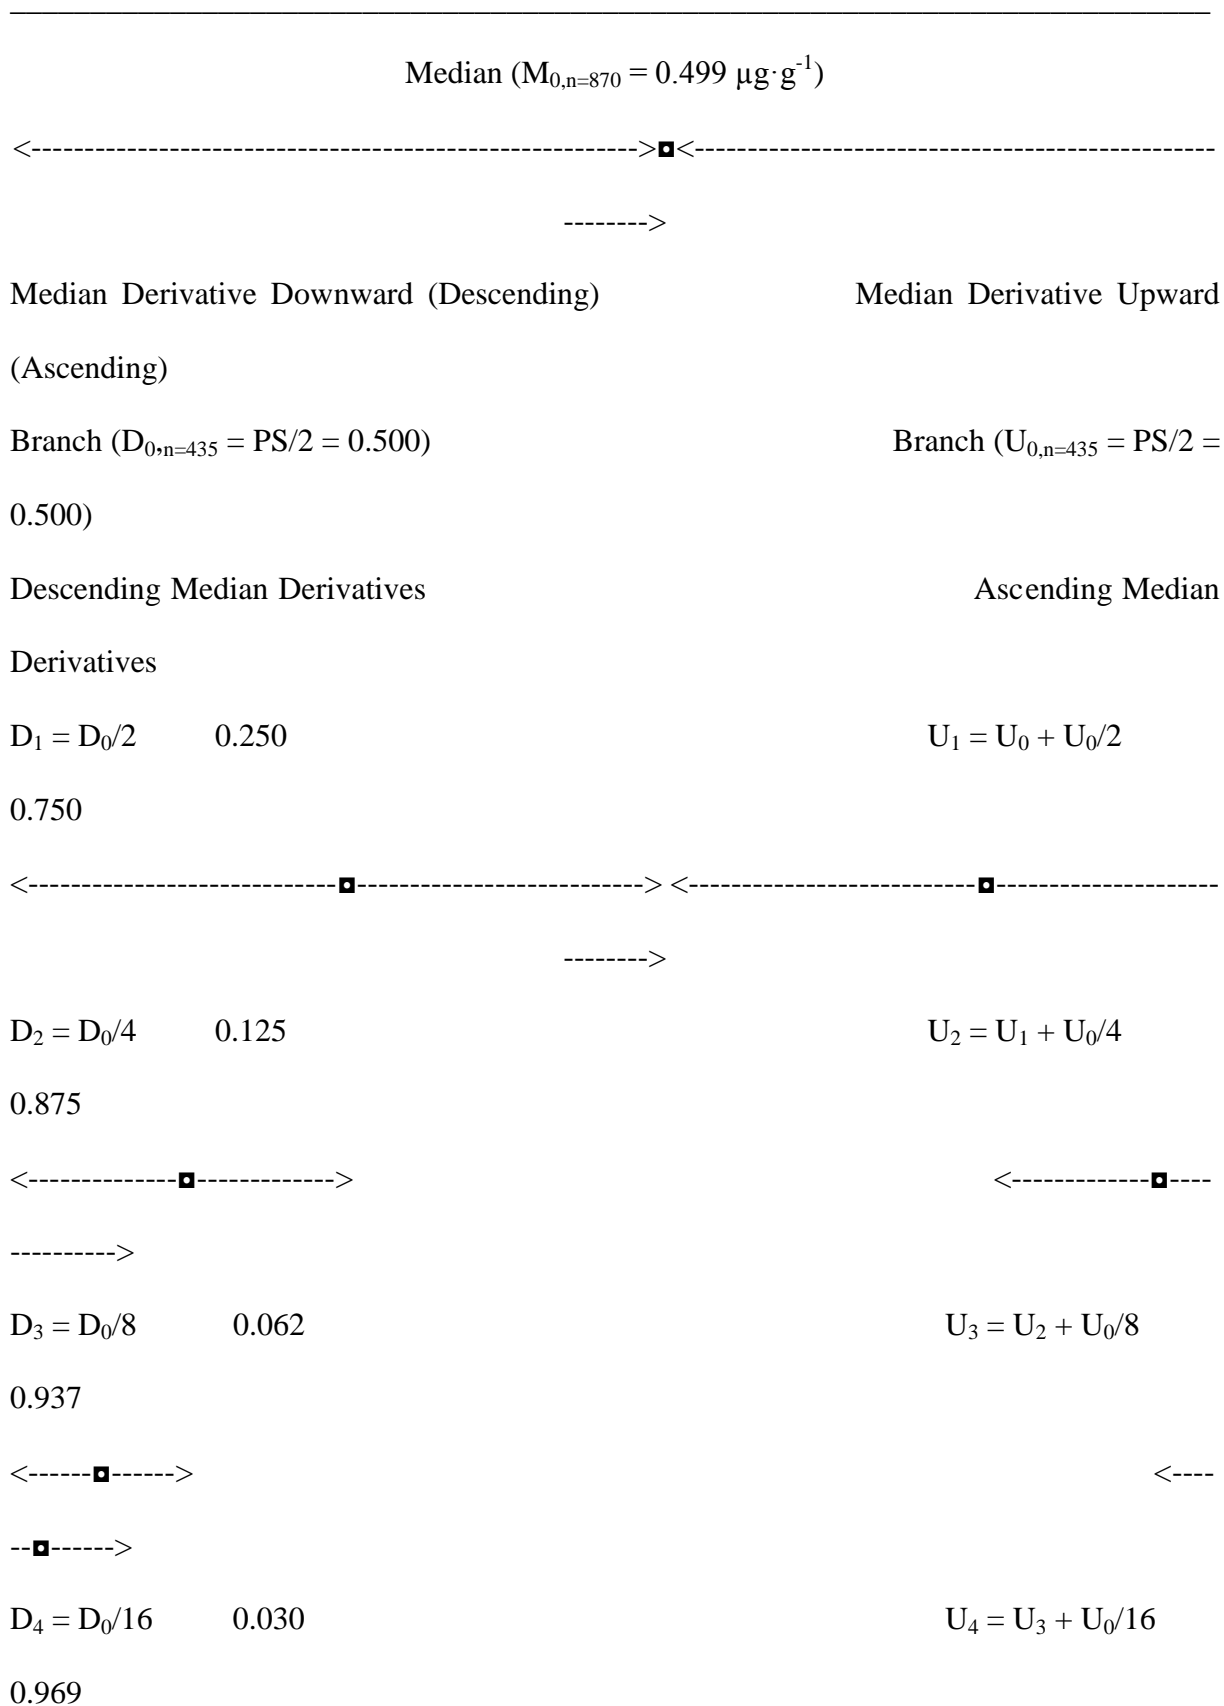 Median (M0,n=870 = 0.499 µg·g-1)
<------------------------------------------------------------>◘<-------------------------------------------------
-------->
Median Derivative Downward (Descending) Median Derivative Upward
(Ascending)
Branch (D0,n=435 = PS/2 = 0.500) Branch (U0,n=435 = PS/2 =
0.500)
Descending Median Derivatives Ascending Median
Derivatives
D1 = D0/2 0.250 U1 = U0 + U0/2
0.750
<-----------------------------◘---------------------------> <---------------------------◘---------------------
-------->
D2 = D0/4 0.125 U2 = U1 + U0/4
0.875
<--------------◘-------------> <-------------◘----
---------->
D3 = D0/8 0.062 U3 = U2 + U0/8
0.937
<------◘------> <----
--◘------>
D4 = D0/16 0.030 U4 = U3 + U0/16
0.969